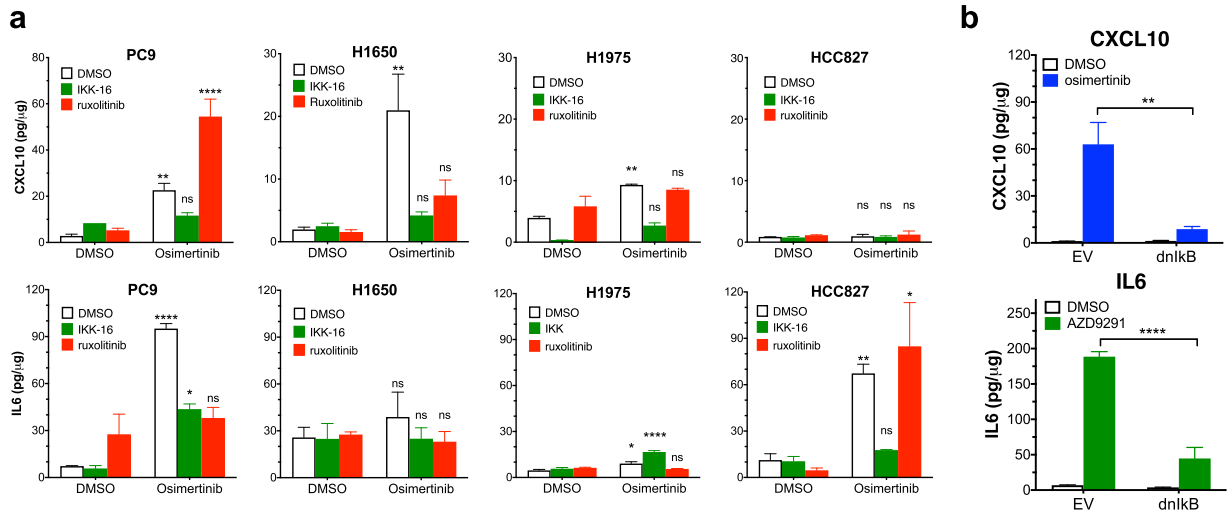 a
PC9
CXCL10 (pg/µg)
80
60
40
20
0
DMSO
IKK-16
ruxolitinib
**
ns
****
DMSO
Osimertinib
H1650
30
20
10
0
DMSO
IKK-16
Ruxolitinib
**
ns
ns
DMSO
Osimertinib
H1975
30
20
10
0
DMSO
IKK-16
ruxolitinib
**
ns
ns
DMSO
Osimertinib
HCC827
30
20
10
0
DMSO
IKK-16
ruxolitinib
ns
ns
ns
DMSO
Osimertinib
PC9
IL6 (pg/µg)
120
90
60
30
0
DMSO
IKK-16
ruxolitinib
****
*
ns
DMSO
Osimertinib
H1650
120
90
60
30
0
DMSO
IKK-16
ruxolitinib
ns
ns
ns
DMSO
Osimertinib
H1975
120
90
60
30
0
DMSO
IKK
ruxolitinib
*
****
ns
DMSO
Osimertinib
HCC827
120
90
60
30
0
DMSO
IKK-16
ruxolitinib
**
ns
*
DMSO
Osimertinib
b
CXCL10
CXCL10 (pg/µg)
120
90
60
30
0
DMSO
osimertinib
**
EV
dnIkB
IL6
IL6 (pg/µg)
250
200
150
100
50
0
DMSO
AZD9291
****
EV
dnIkB